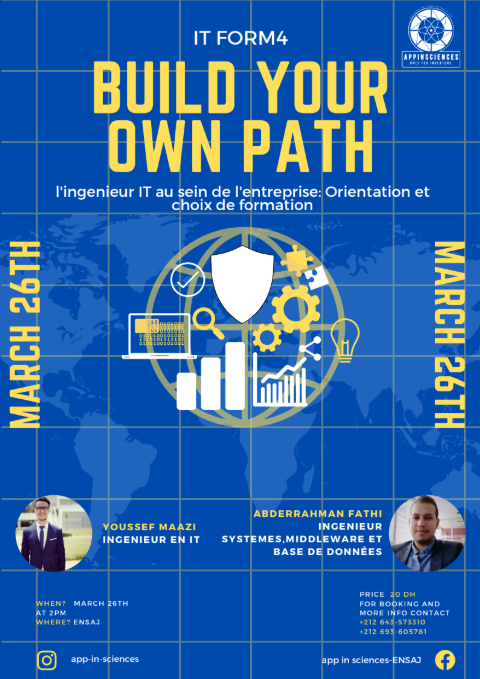 IT FORM4
APPINSCIENCES
ONLY FOR INVENTORS
BUILD YOUR
OWN PATH
l'ingenieur IT au sein de l'entreprise: Orientation et
choix de formation
MARCH 26TH
MARCH 26TH
YOUSSEF MAAZI
INGENIEUR EN IT
ABDERRAHMAN FATHI
INGENIEUR
SYSTEMES,MIDDLEWARE ET
BASE DE DONNÉES
WHEN? MARCH 26TH
AT 2PM
WHERE? ENSAJ
PRICE 20 DH
FOR BOOKING AND
MORE INFO CONTACT
+212 643-573310
+212 693-605781
app-in-sciences
app in sciences-ENSAJ